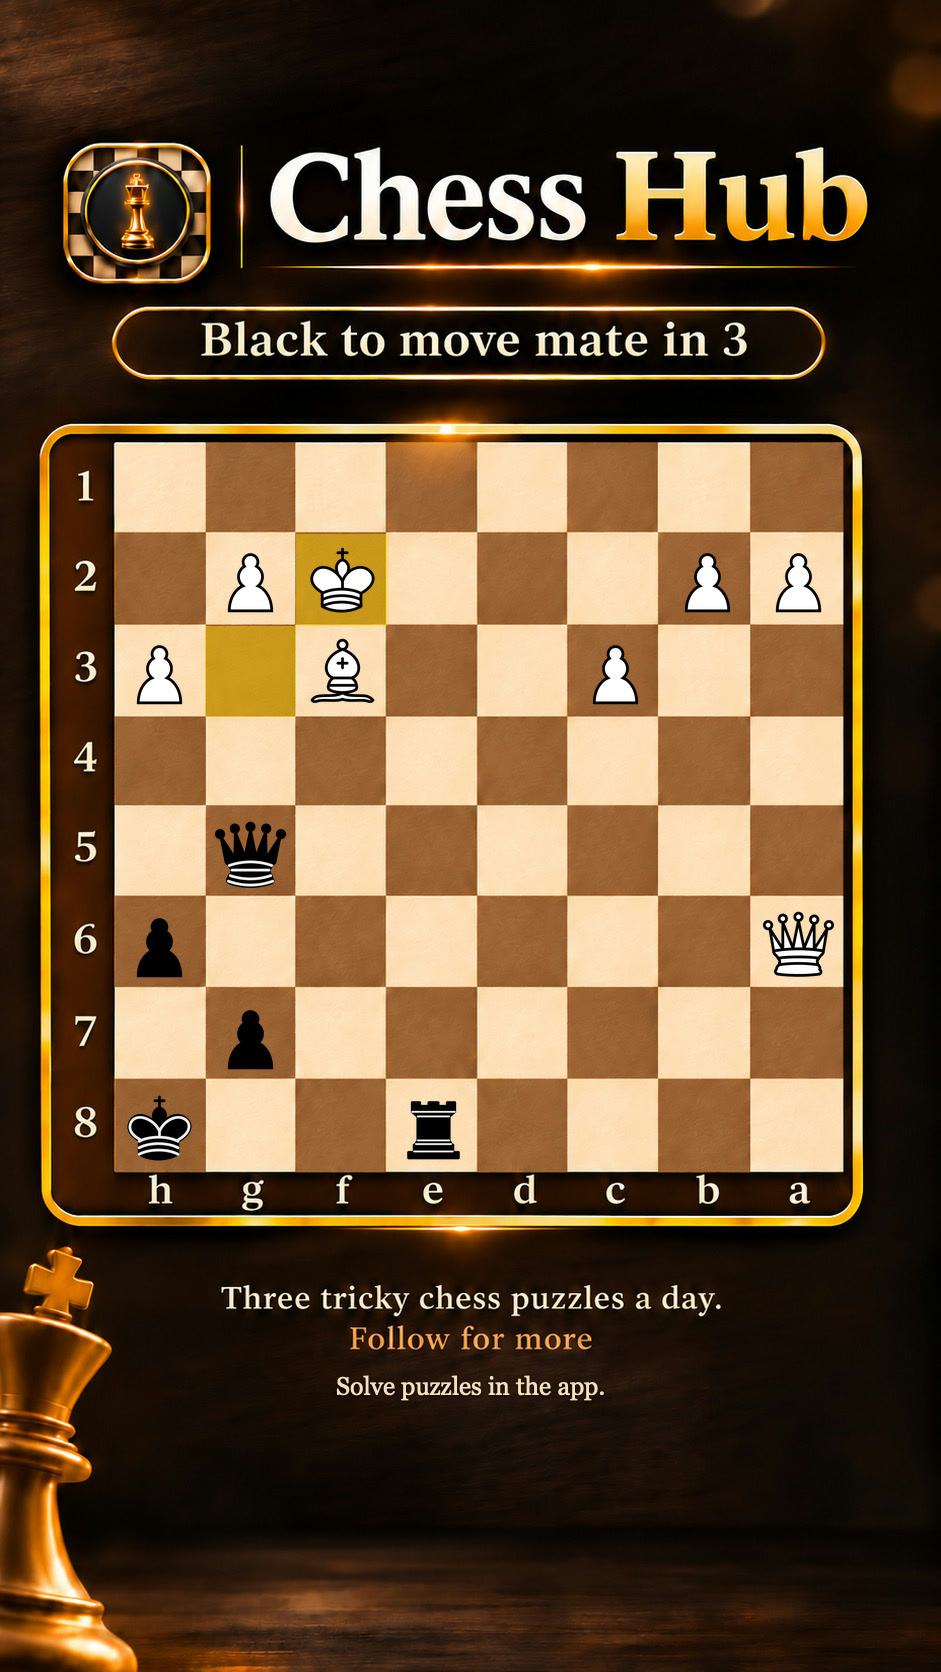 Chess Hub
Black to move mate in 3
1
2
3
4
5
6
7
8
h g f e d c b a
Three tricky chess puzzles a day.
Follow for more
Solve puzzles in the app.